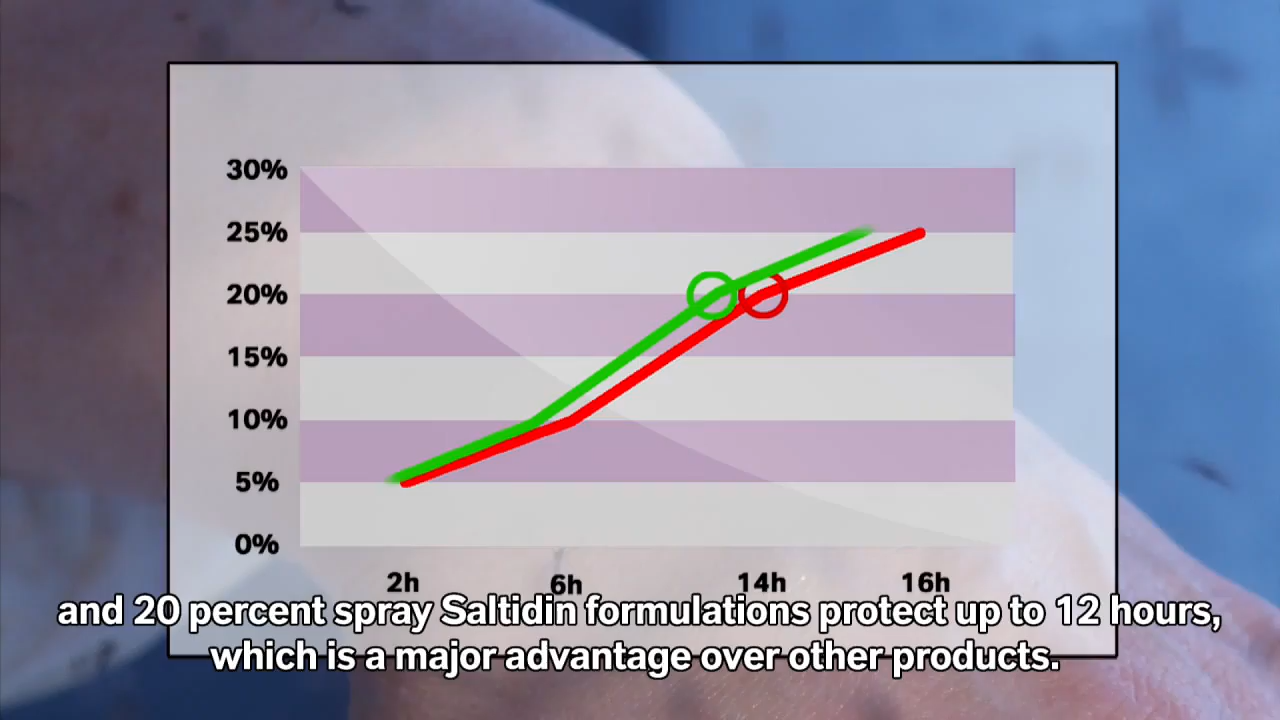 30%
25%
20%
15%
10%
5%
0%
2h 6h 14h 16h
and 20 percent spray Saltidin formulations protect up to 12 hours,
which is a major advantage over other products.